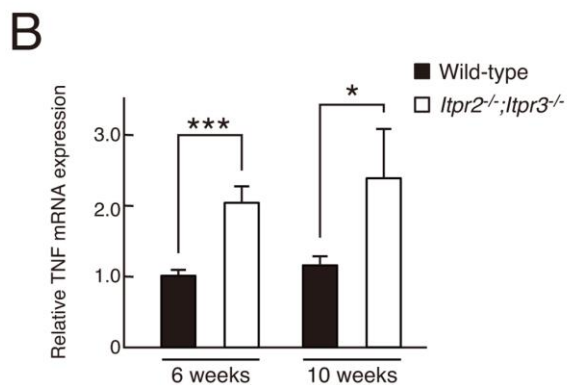 B
Wild-type
Itpr2-/-;Itpr3-/-
Relative TNF mRNA expression
3.0
2.0
1.0
0
***
*
6 weeks
10 weeks